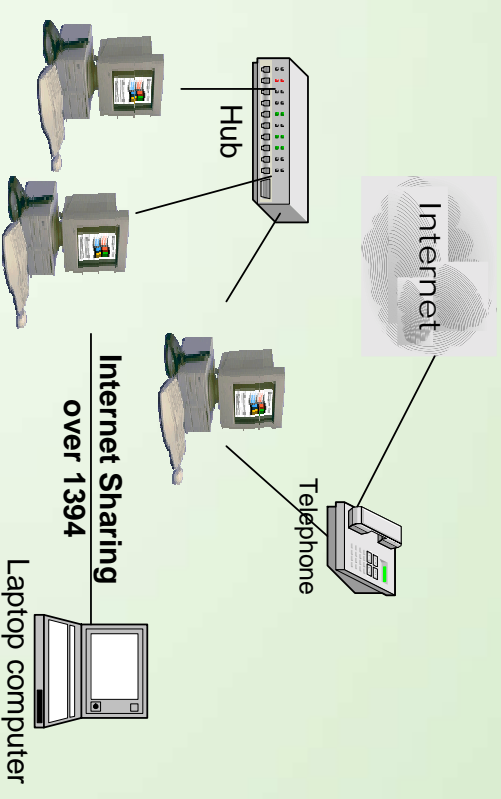 Internet
Telephone
Hub
Internet Sharing
over 1394
Laptop computer